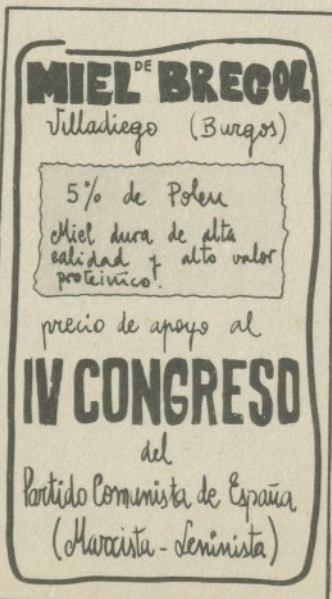 MIEL DE BRECOL
Villadiego (Burgos)
5% de Polen
Miel dura de alta
calidad y alto valor
proteínico.
precio de apoyo al
IV CONGRESO
del
Partido Comunista de España
(Marxista-Leninista)